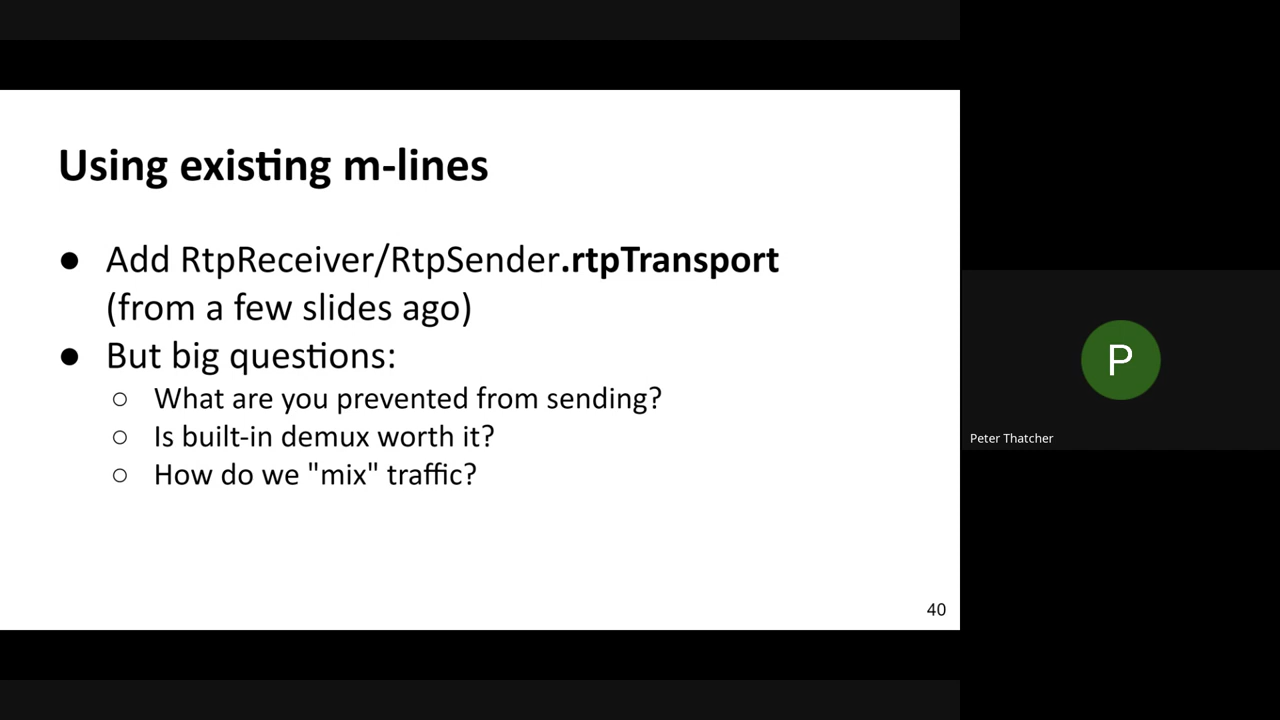 Using existing m-lines
● Add RtpReceiver/RtpSender.rtpTransport
(from a few slides ago)
● But big questions:
○ What are you prevented from sending?
○ Is built-in demux worth it?
○ How do we "mix" traffic?
40
P
Peter Thatcher